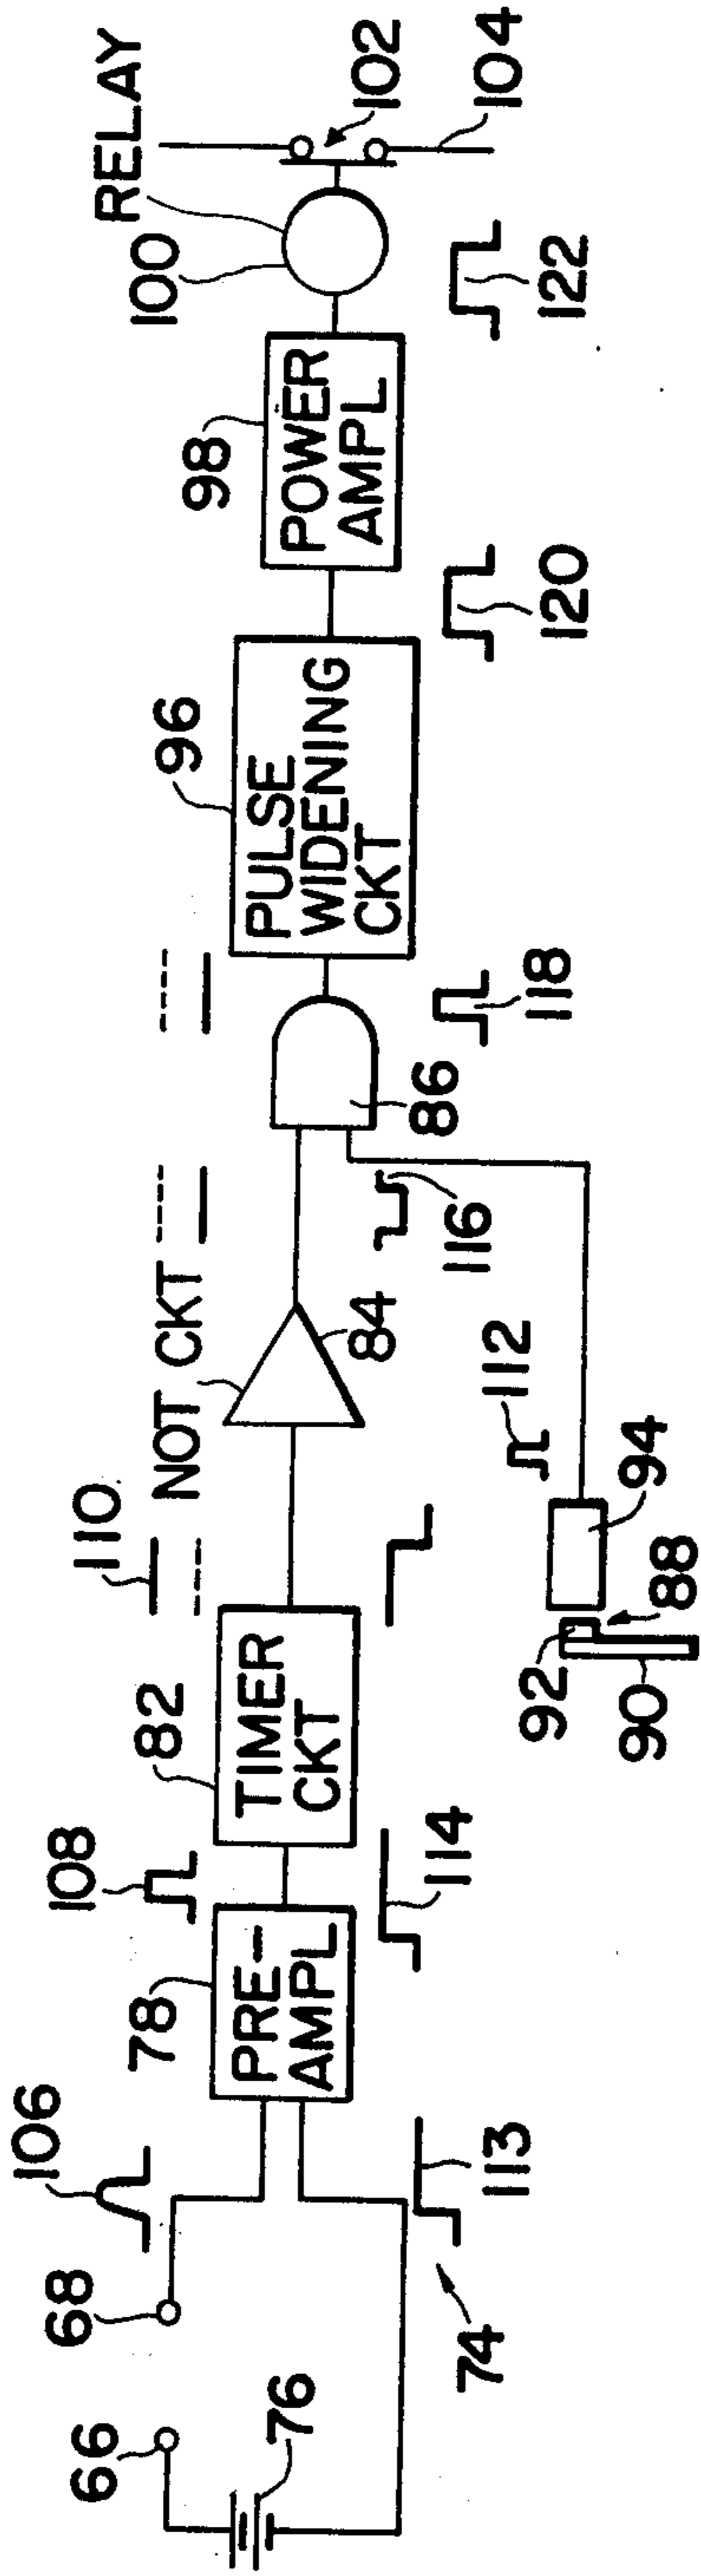 66
68
106
76
74
113
PRE-
AMPL
78
108
114
TIMER
CKT
82
110
NOT CKT
84
116
112
92
94
88
90
86
118
PULSE
WIDENING
CKT
96
120
POWER
AMPL
98
122
100
RELAY
102
104